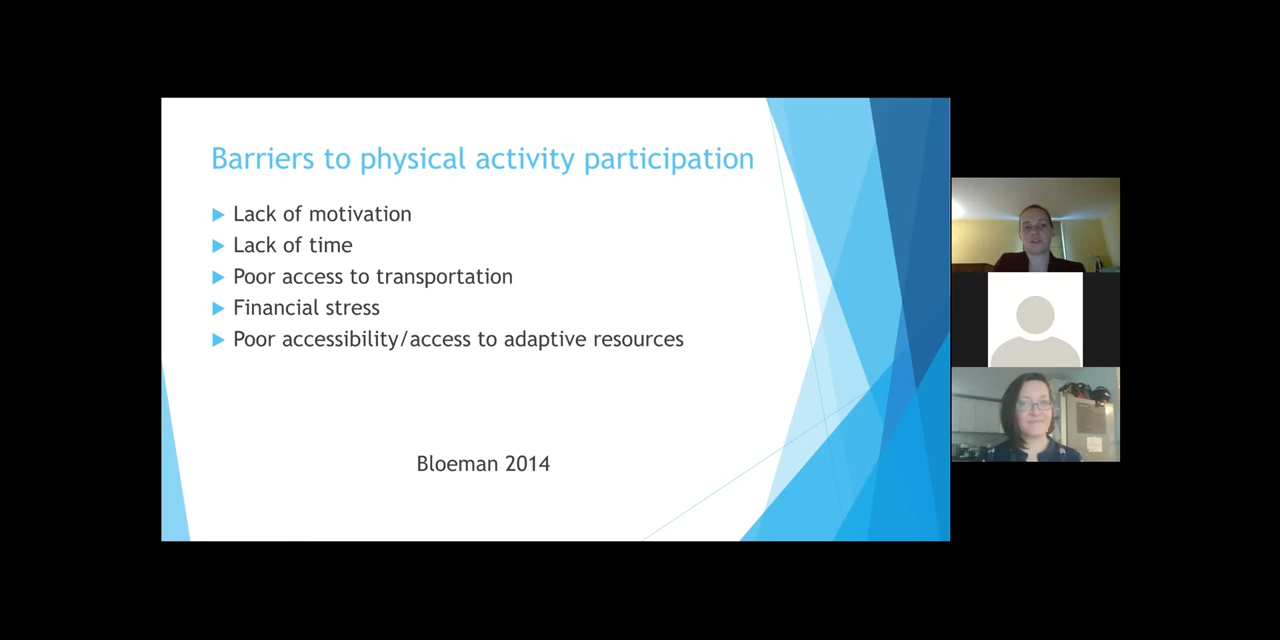 Barriers to physical activity participation
Lack of motivation
Lack of time
Poor access to transportation
Financial stress
Poor accessibility/access to adaptive resources
Bloeman 2014